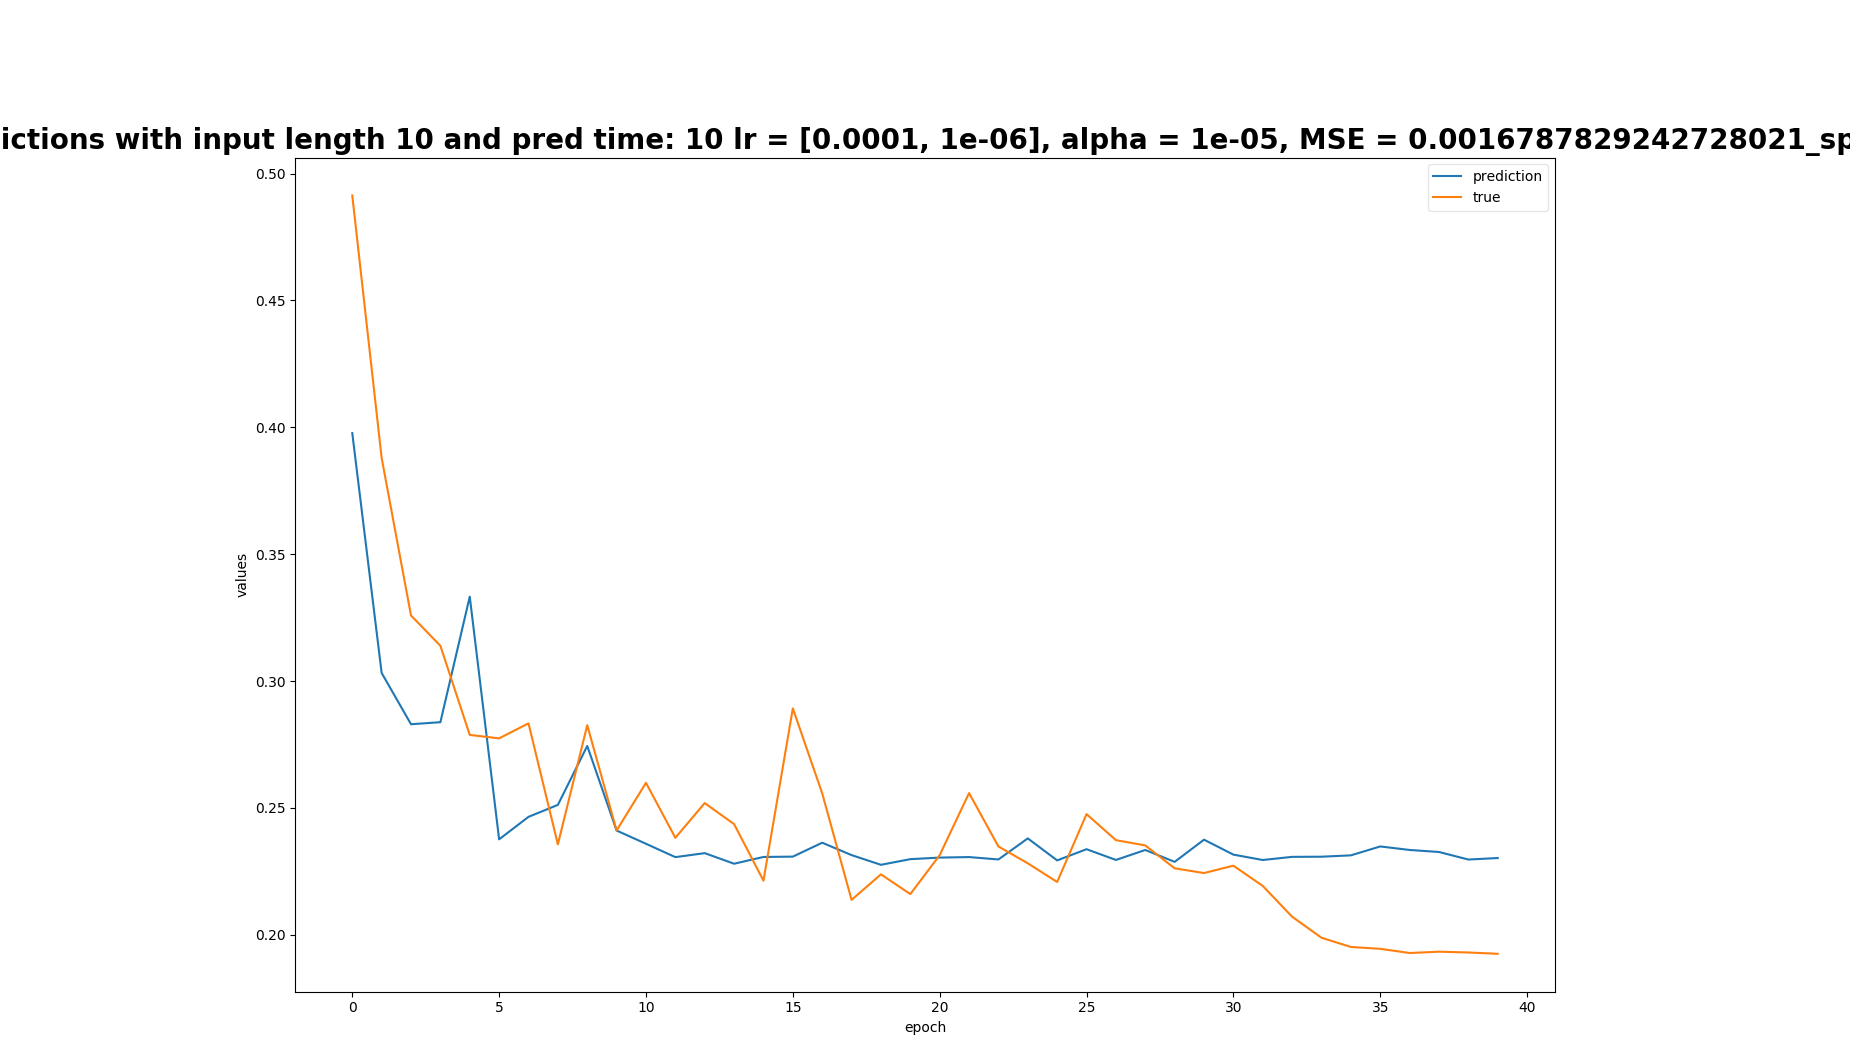 ictions with input length 10 and pred time: 10 lr = [0.0001, 1e-06], alpha = 1e-05, MSE = 0.0016787829242728021_sp
prediction
true
0.50
0.45
0.40
0.35
0.30
0.25
0.20
values
0 5 10 15 20 25 30 35 40
epoch